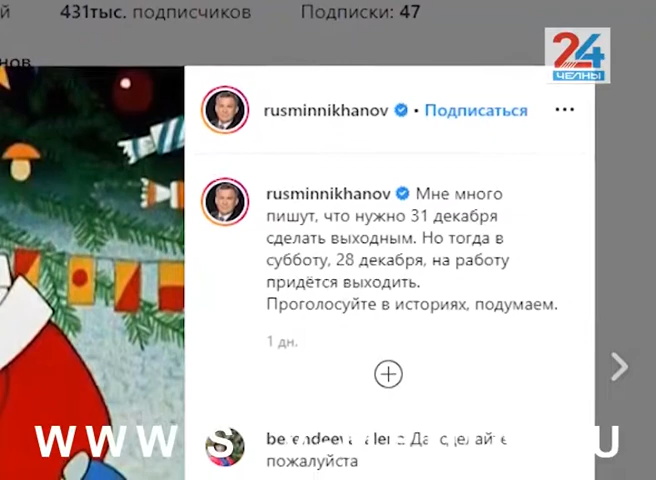 й 431тыс. подписчиков Подписки: 47
нов
24
ЧЕЛНЫ
rusminnikhanov • Подписаться ...
rusminnikhanov Мне много
пишут, что нужно 31 декабря
сделать выходным. Но тогда в
субботу, 28 декабря, на работу
придётся выходить.
Проголосуйте в историях, подумаем.
1 дн.
пожалуйста
WWW S U